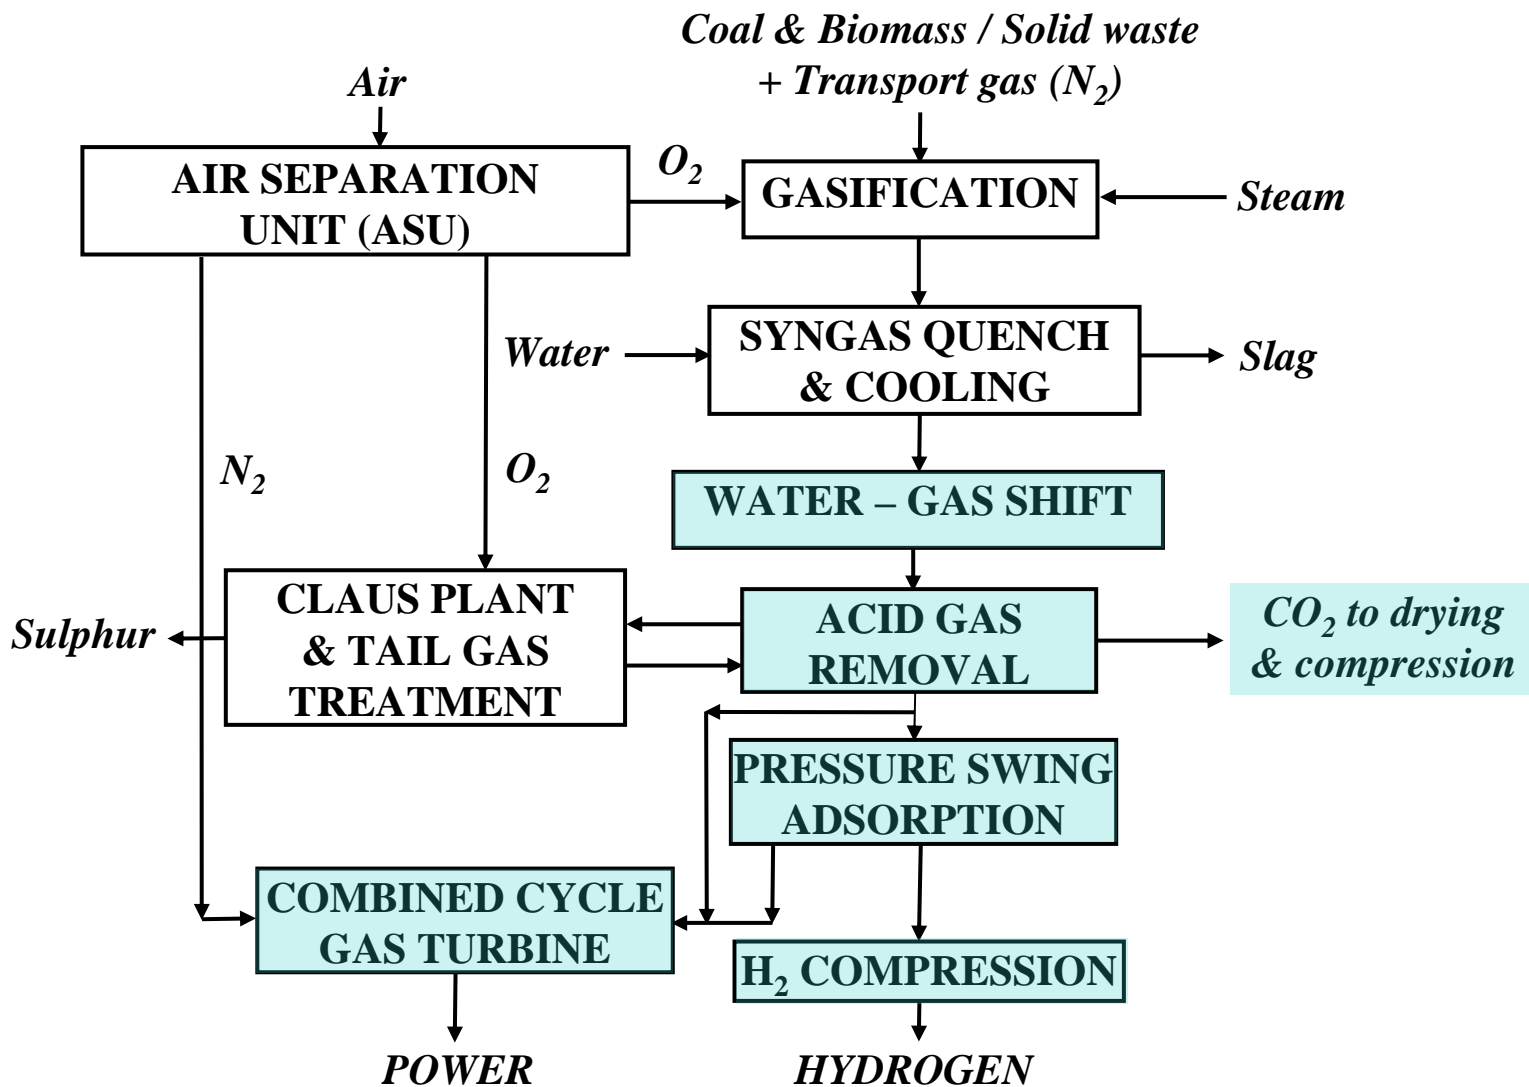 Coal & Biomass / Solid waste
+ Transport gas (N2)
Air
AIR SEPARATION
UNIT (ASU)
O2
GASIFICATION
Steam
Water
SYNGAS QUENCH
& COOLING
Slag
N2
O2
WATER – GAS SHIFT
Sulphur
CLAUS PLANT
& TAIL GAS
TREATMENT
ACID GAS
REMOVAL
CO2 to drying
& compression
PRESSURE SWING
ADSORPTION
COMBINED CYCLE
GAS TURBINE
H2 COMPRESSION
POWER
HYDROGEN